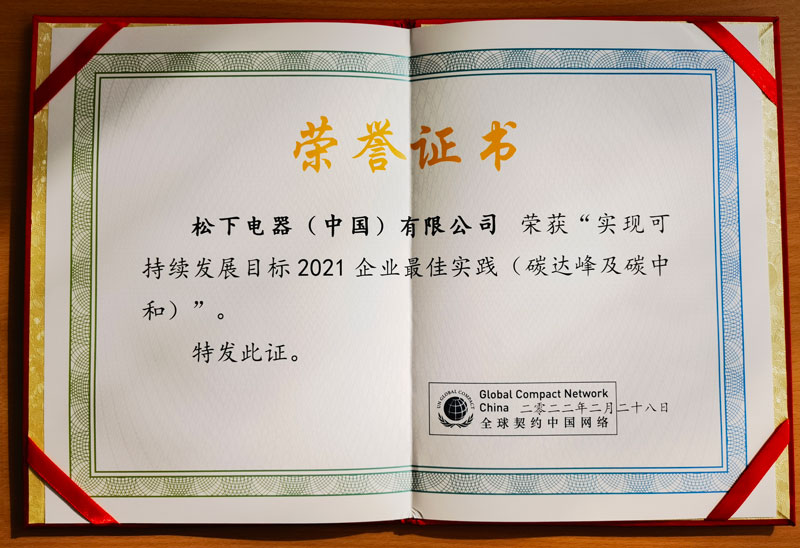 荣誉证书
松下电器（中国）有限公司 荣获“实现可
持续发展目标2021企业最佳实践（碳达峰及碳中
和）”。
特发此证。
UN GLOBAL COMPACT
Global Compact Network
China 二零二二年二月二十八日
全球契约中国网络